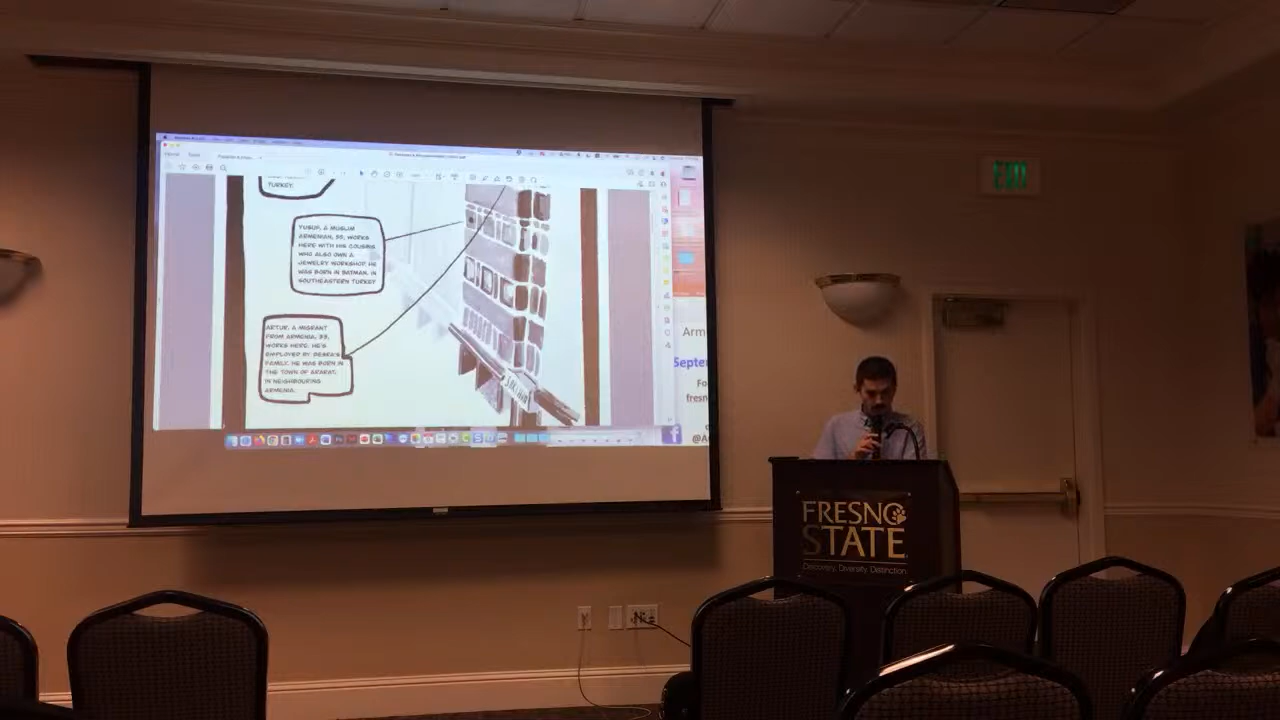 TURKEY.
YUSUF, A MUSLIM
ARMENIAN, 55, WORKS
HERE WITH HIS COUSINS
WHO ALSO OWN A
JEWELRY WORKSHOP. HE
WAS BORN IN BATMAN, IN
SOUTHEASTERN TURKEY
ARTUR, A MIGRANT
FROM ARMENIA, 33,
WORKS HERE. HE'S
EMPLOYED BY
FAMILY. HE WAS BORN IN
THE TOWN OF ARARAT,
IN NEIGHBOURING
ARMENIA.
Arm
Septe
Fo
fresn
@A
EXIT
FRESNO
STATE
Discovery. Diversity. Distinction.